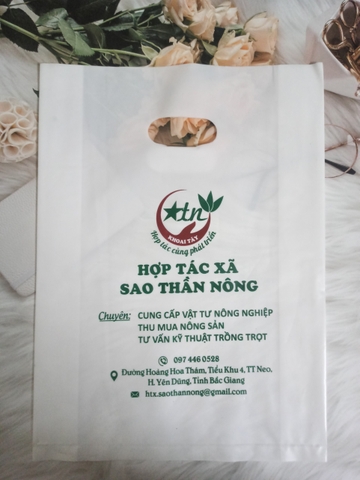 tn
KHOAI TÂY
Hợp tác cùng phát triển
HỢP TÁC XÃ
SAO THẦN NÔNG
Chuyên: CUNG CẤP VẬT TƯ NÔNG NGHIỆP
THU MUA NÔNG SẢN
TƯ VẤN KỸ THUẬT TRỒNG TRỌT
097 446 0528
Đường Hoàng Hoa Thám, Tiểu Khu 4, TT Neo,
H. Yên Dũng, Tỉnh Bắc Giang
htx.saothannong@gmail.com